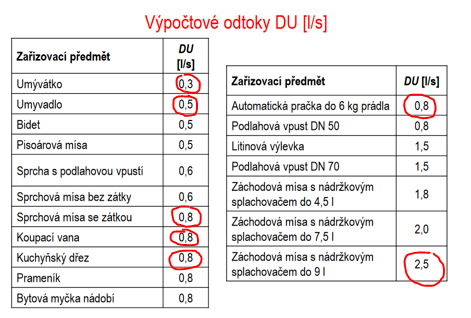 Výpočtové odtoky DU [l/s]
Zařizovací předmět DU [l/s]
Umývátko 0,3
Umyvadlo 0,5
Bidet 0,5
Pisoárová mísa 0,5
Sprcha s podlahovou vpustí 0,6
Sprchová mísa bez zátky 0,6
Sprchová mísa se zátkou 0,8
Koupací vana 0,8
Kuchyňský dřez 0,8
Prameník 0,8
Bytová myčka nádobí 0,8
Zařizovací předmět DU [l/s]
Automatická pračka do 6 kg prádla 0,8
Podlahová vpust DN 50 0,8
Litinová výlevka 1,5
Podlahová vpust DN 70 1,5
Záchodová mísa s nádržkovým
splachovačem do 4,5 l 1,8
Záchodová mísa s nádržkovým
splachovačem do 7,5 l 2,0
Záchodová mísa s nádržkovým
splachovačem do 9 l 2,5